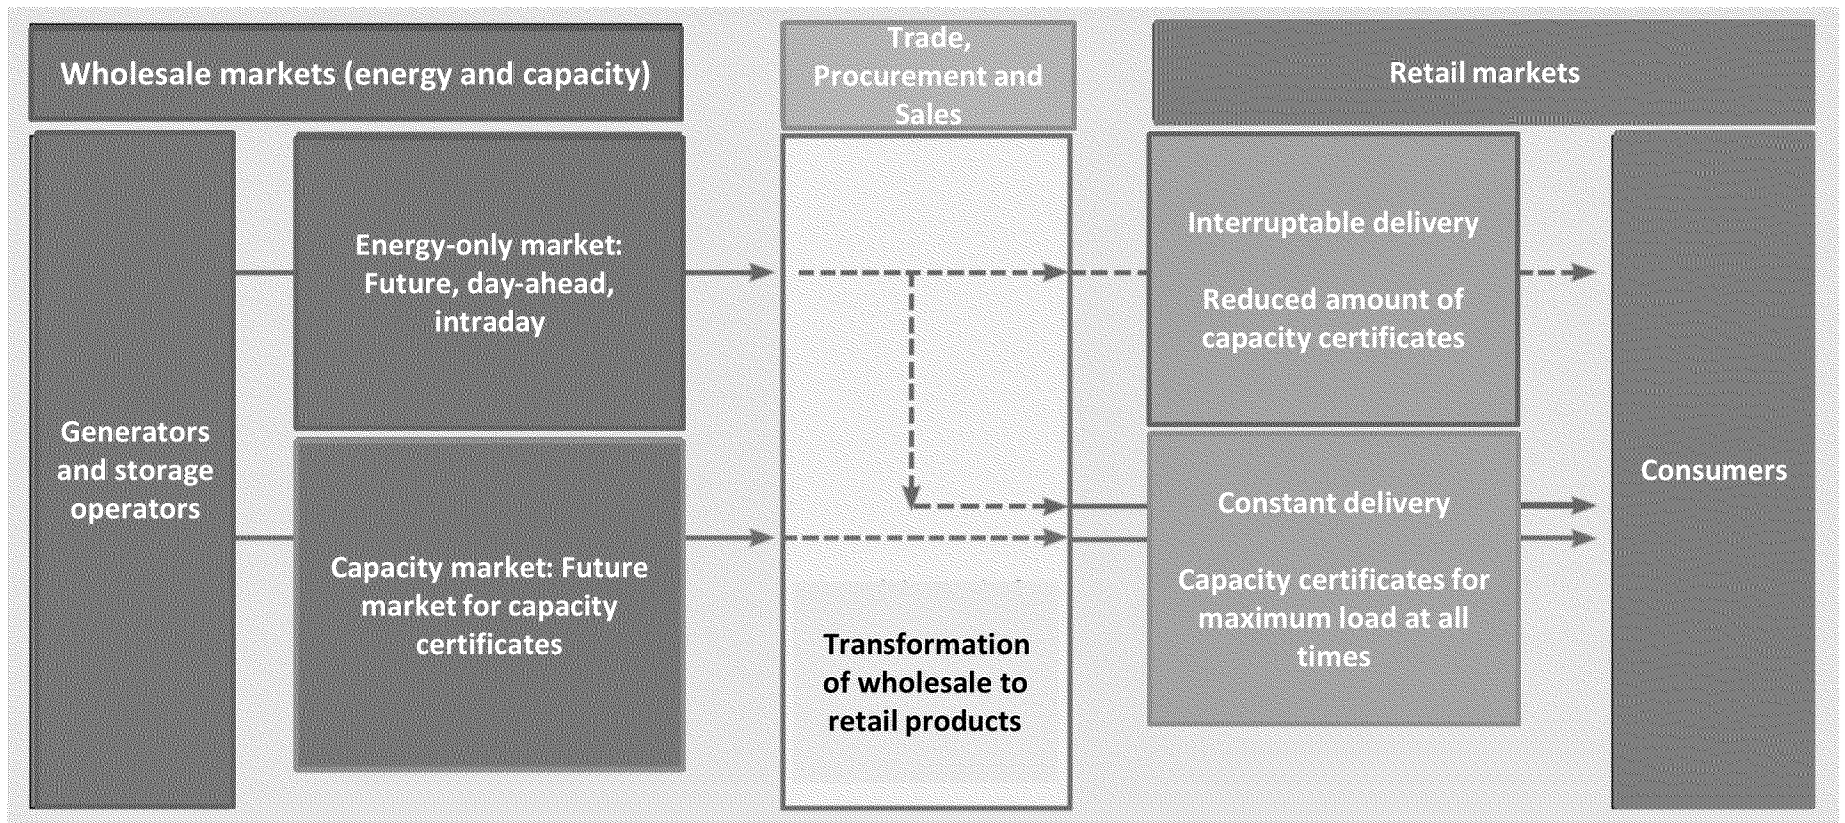 Wholesale markets (energy and capacity)
Trade,
Procurement and
Sales
Retail markets
Generators
and storage
operators
Energy-only market:
Future, day-ahead,
intraday
Capacity market: Future
market for capacity
certificates
Transformation
of wholesale to
retail products
Interruptable delivery
Reduced amount of
capacity certificates
Constant delivery
Capacity certificates for
maximum load at all
times
Consumers